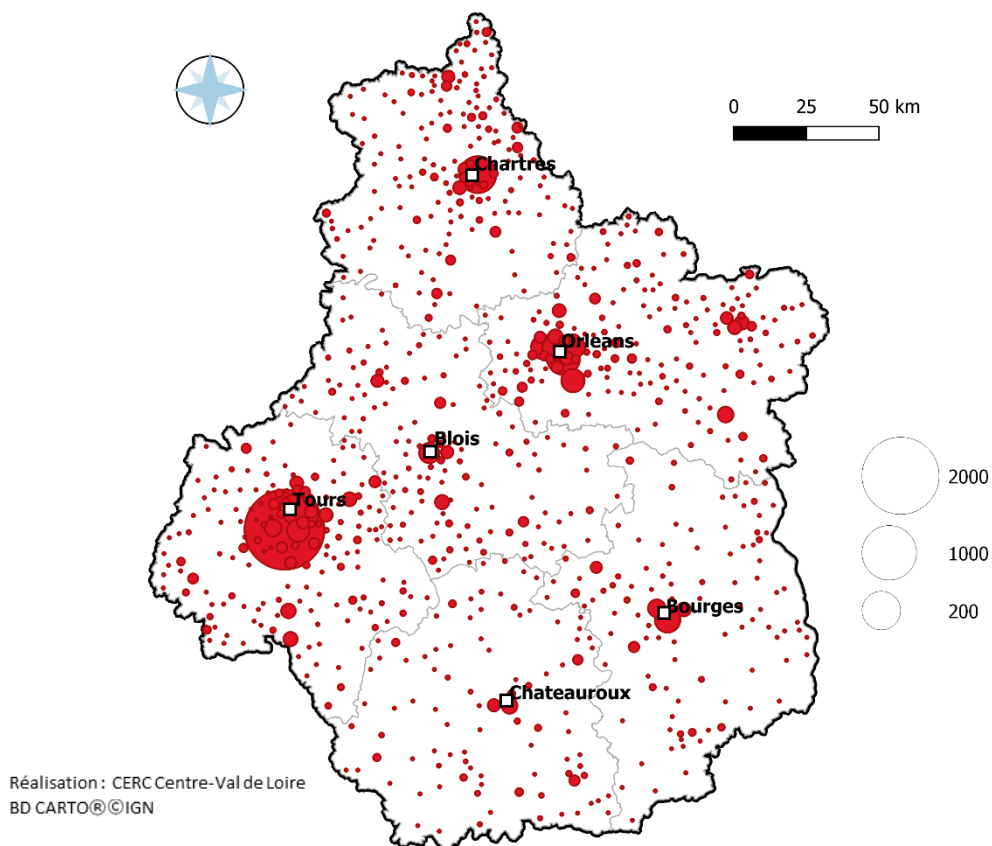 0 25 50 km
Chartres
Orléans
Blois
2000
Tours
1000
Bourges
200
Chateauroux
Réalisation : CERC Centre-Val de Loire
BD CARTO®©IGN